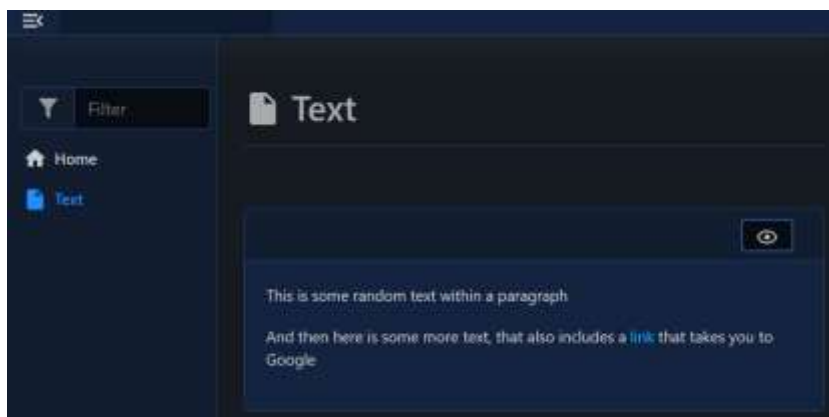 Filter
Text
Home
Text
This is some random text within a paragraph
And then here is some more text, that also includes a link that takes you to
Google